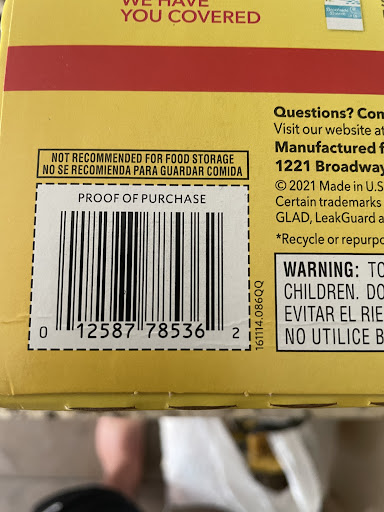 WE HAVE
YOU COVERED
Questions? Com
Visit our website at
Manufactured f
1221 Broadway
© 2021 Made in U.S
Certain trademarks
GLAD, LeakGuard a
*Recycle or repurpo
NOT RECOMMENDED FOR FOOD STORAGE
NO SE RECOMIENDA PARA GUARDAR COMIDA
PROOF OF PURCHASE
0 12587 78536 2
161114.086QQ
WARNING: TO
CHILDREN. DO
EVITAR EL RIE
NO UTILICE B